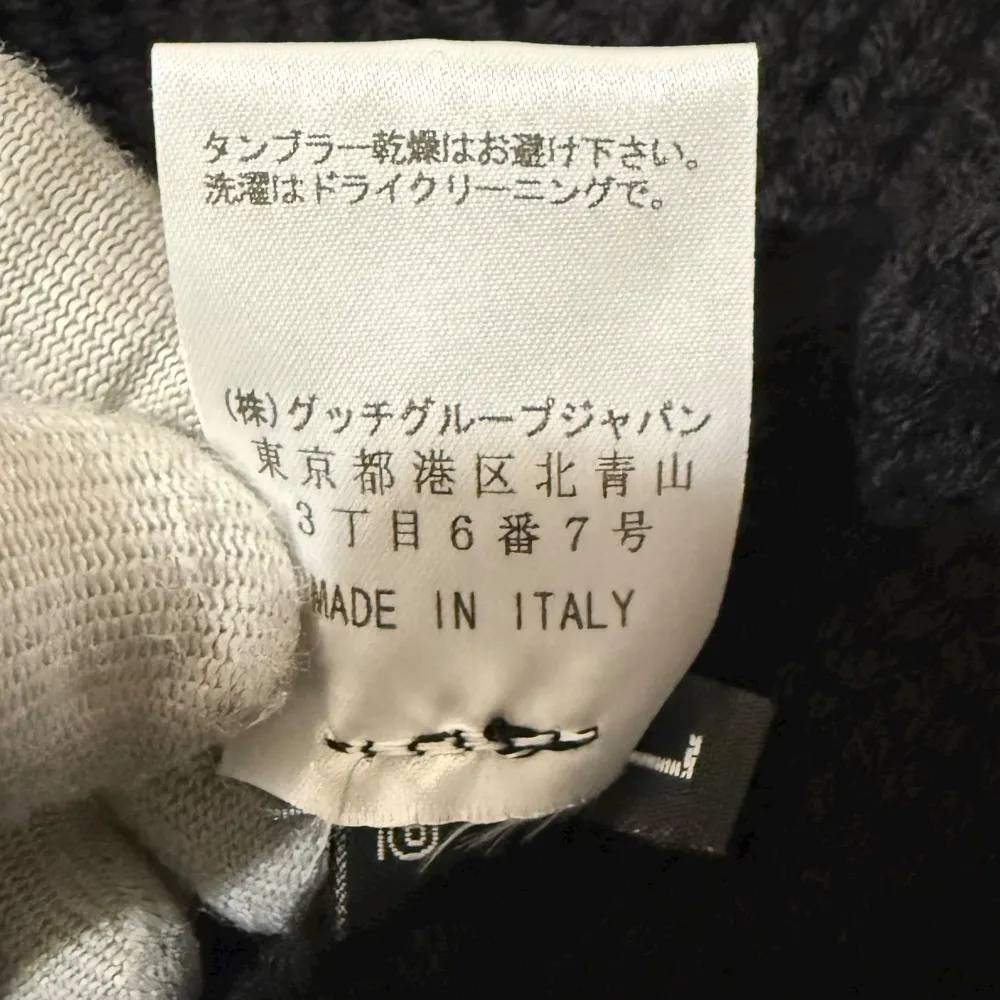 タンブラー乾燥はお避け下さい。
洗濯はドライクリーニングで。
(株)グッチグループジャパン
東京都港区北青山
3丁目6番7号
MADE IN ITALY
L